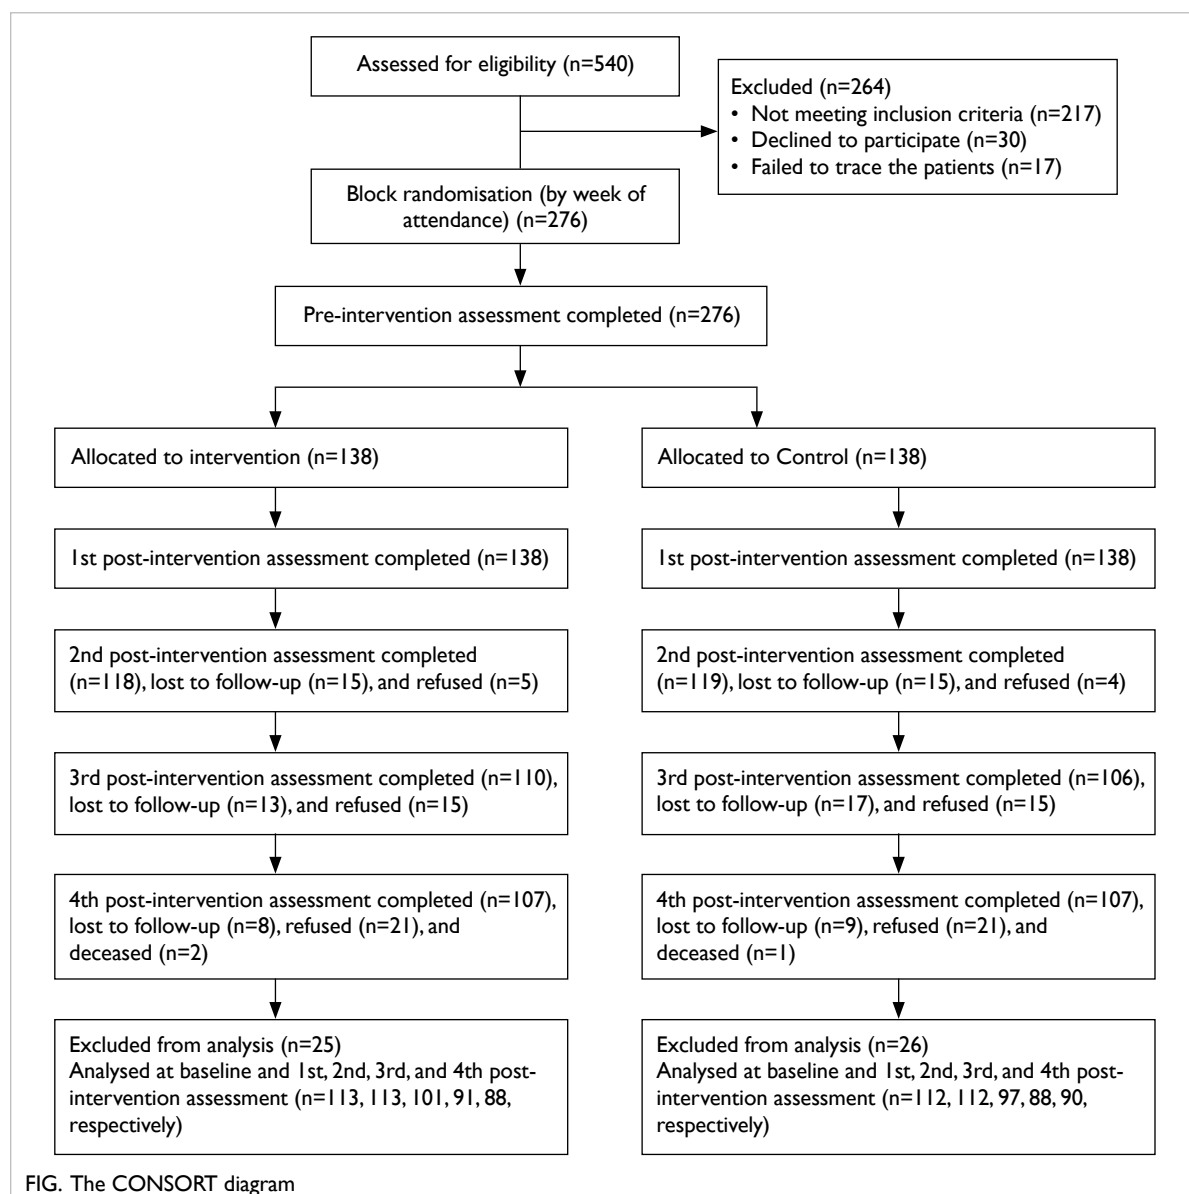 Assessed for eligibility (n=540)
Excluded (n=264)
• Not meeting inclusion criteria (n=217)
• Declined to participate (n=30)
• Failed to trace the patients (n=17)
Block randomisation (by week of
attendance) (n=276)
Pre-intervention assessment completed (n=276)
Allocated to intervention (n=138)
1st post-intervention assessment completed (n=138)
2nd post-intervention assessment completed
(n=118), lost to follow-up (n=15), and refused (n=5)
3rd post-intervention assessment completed (n=110),
lost to follow-up (n=13), and refused (n=15)
4th post-intervention assessment completed (n=107),
lost to follow-up (n=8), refused (n=21), and
deceased (n=2)
Excluded from analysis (n=25)
Analysed at baseline and 1st, 2nd, 3rd, and 4th post-
intervention assessment (n=113, 113, 101, 91, 88,
respectively)
Allocated to Control (n=138)
1st post-intervention assessment completed (n=138)
2nd post-intervention assessment completed
(n=119), lost to follow-up (n=15), and refused (n=4)
3rd post-intervention assessment completed (n=106),
lost to follow-up (n=17), and refused (n=15)
4th post-intervention assessment completed (n=107),
lost to follow-up (n=9), refused (n=21), and
deceased (n=1)
Excluded from analysis (n=26)
Analysed at baseline and 1st, 2nd, 3rd, and 4th post-
intervention assessment (n=112, 112, 97, 88, 90,
respectively)
FIG. The CONSORT diagram